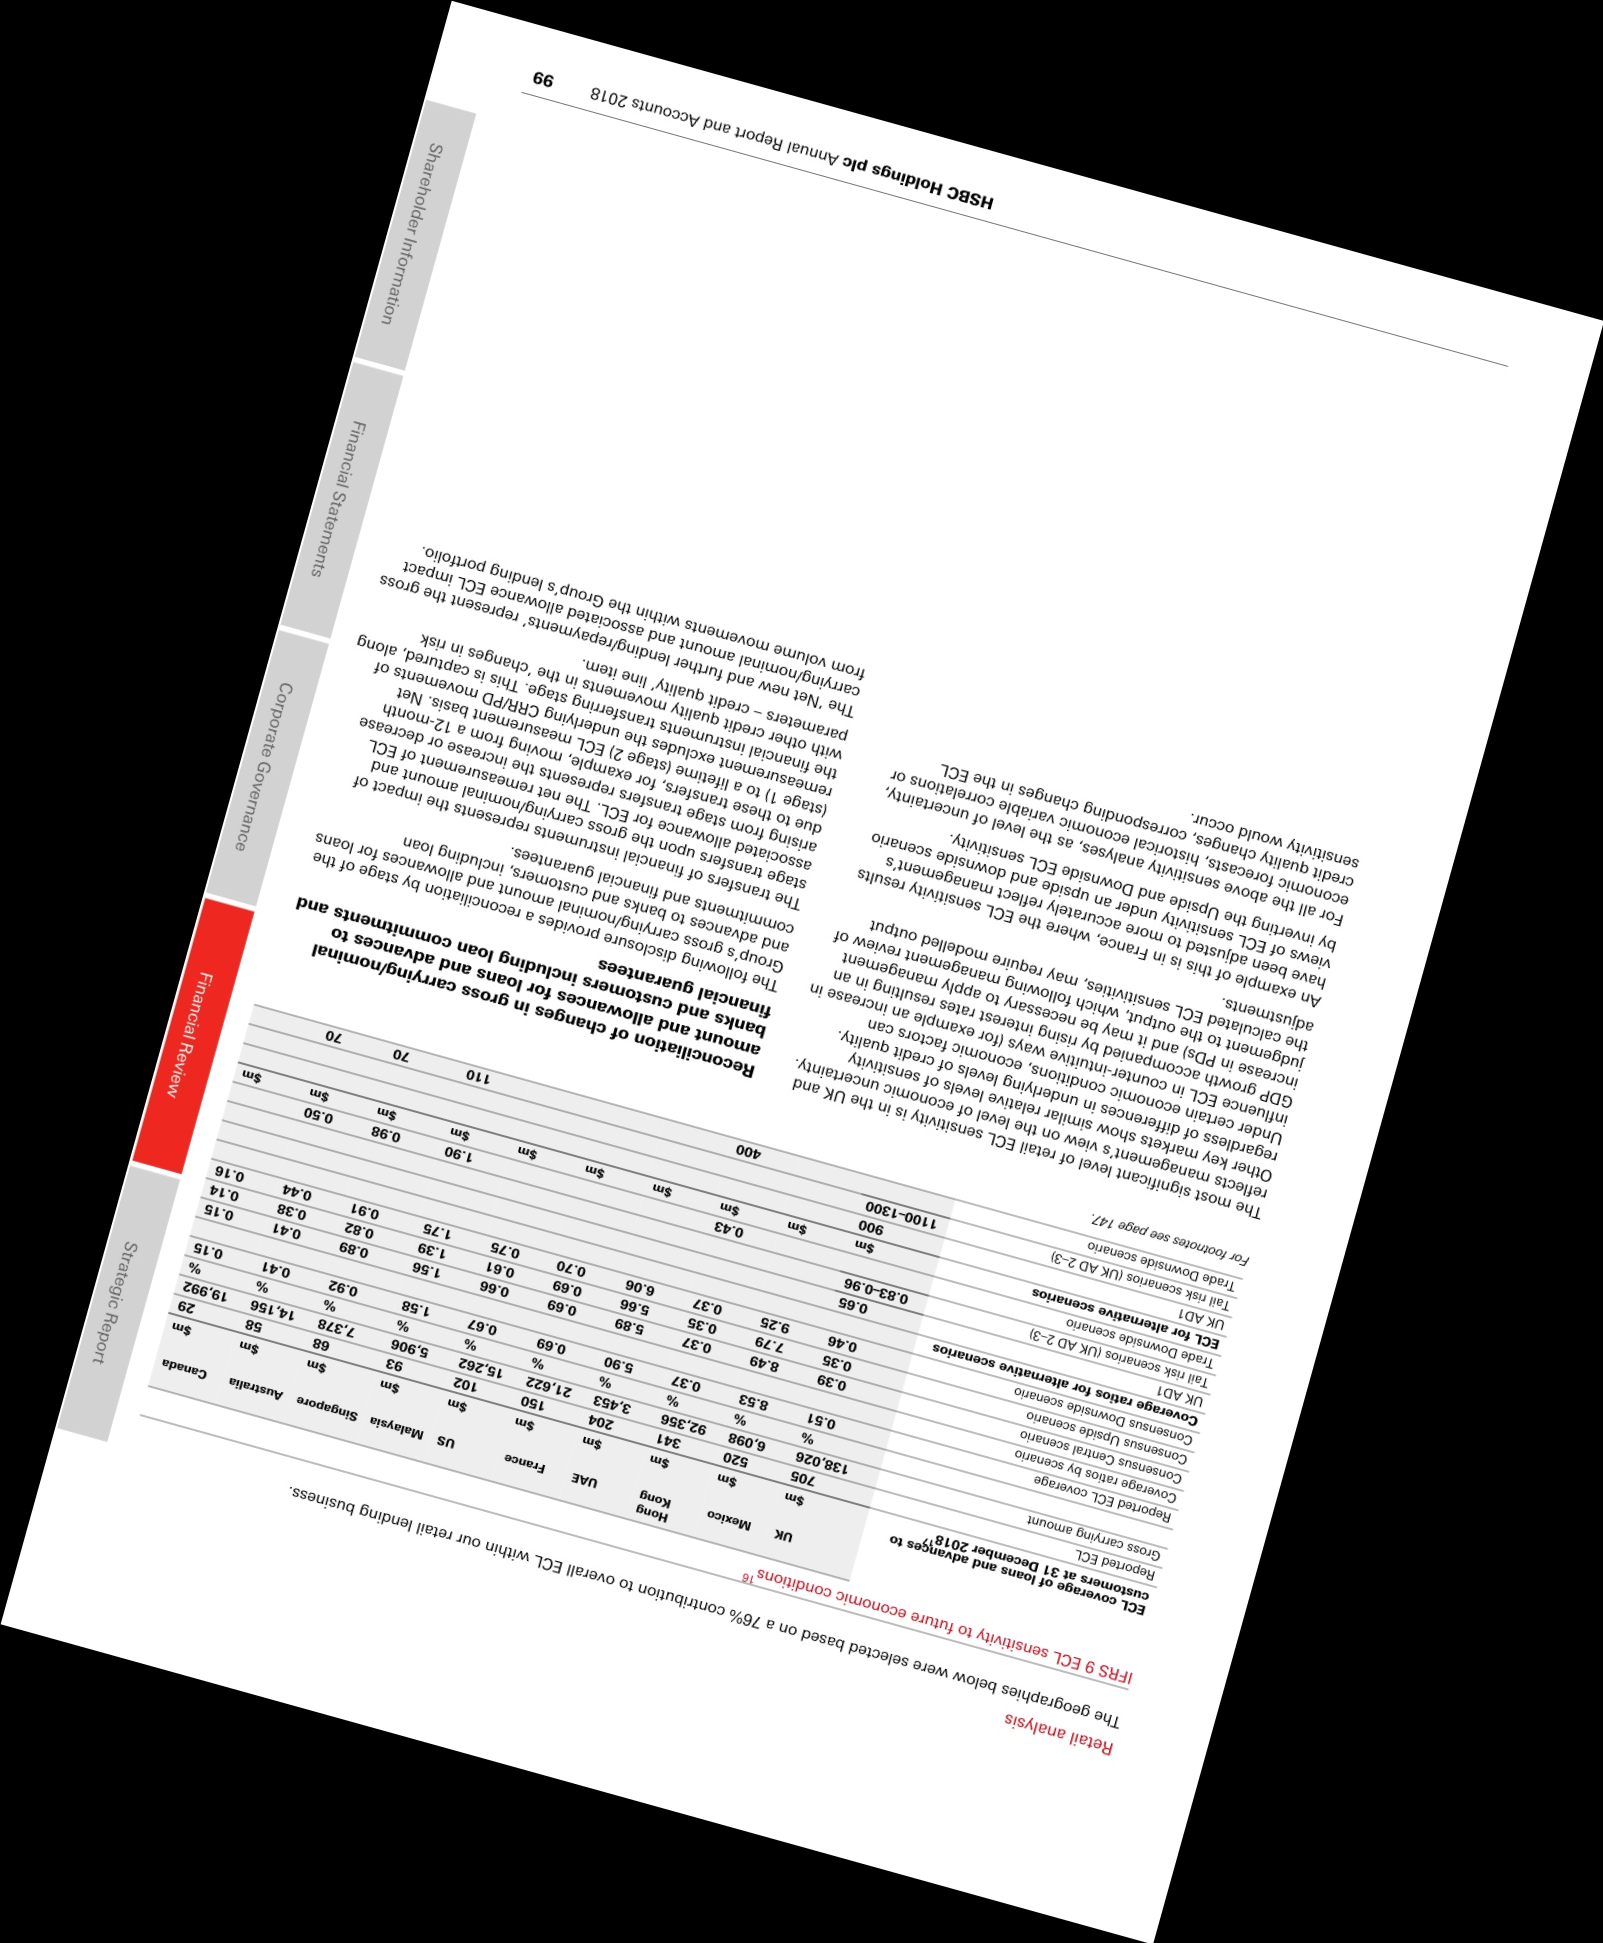 Retail analysis
The geographies below were selected based on a 76% contribution to overall ECL within our retail lending business.
IFRS 9 ECL sensitivity to future economic conditions16
UK Mexico Hong Kong UAE France US Malaysia Singapore Australia Canada
ECL coverage of loans and advances to
customers at 31 December 201817 $m $m $m $m $m $m $m $m $m $m
Reported ECL 705 520 341 204 150 102 93 68 58 29
Gross carrying amount 138,026 6,098 92,356 3,453 21,622 15,262 5,906 7,378 14,156 19,992
% % % % % % % % % %
Reported ECL coverage 0.51 8.53 0.37 5.90 0.69 0.67 1.58 0.92 0.41 0.15
Coverage ratios by scenario
Consensus Central scenario 0.39 8.49 0.37 5.89 0.69 0.66 1.56 0.89 0.41 0.15
Consensus Upside scenario 0.35 7.79 0.35 5.66 0.69 0.61 1.39 0.82 0.38 0.14
Consensus Downside scenario 0.46 9.25 0.37 6.06 0.70 0.75 1.75 0.91 0.44 0.16
Coverage ratios for alternative scenarios
UK AD1 0.65
Tail risk scenarios (UK AD 2–3) 0.83–0.96
Trade Downside scenario 0.43 1.90 0.98 0.50
ECL for alternative scenarios $m $m $m $m $m $m $m $m $m $m
UK AD1 900
Tail risk scenarios (UK AD 2–3) 1100–1300
Trade Downside scenario 400 110 70 70
For footnotes see page 147.
The most significant level of retail ECL sensitivity is in the UK and
reflects management's view on the level of economic uncertainty.
Other key markets show similar relative levels of sensitivity
regardless of differences in underlying levels of credit quality.
Under certain economic conditions, economic factors can
influence ECL in counter-intuitive ways (for example an increase in
GDP growth accompanied by rising interest rates resulting in an
increase in PDs) and it may be necessary to apply management
judgement to the output, which following management review of
the calculated ECL sensitivities, may require modelled output
adjustments.
An example of this is in France, where the ECL sensitivity results
have been adjusted to more accurately reflect management's
views of ECL sensitivity under an upside and downside scenario
by inverting the Upside and Downside ECL sensitivity.
For all the above sensitivity analyses, as the level of uncertainty,
economic forecasts, historical economic variable correlations or
credit quality changes, corresponding changes in the ECL
sensitivity would occur.
Reconciliation of changes in gross carrying/nominal
amount and allowances for loans and advances to
banks and customers including loan commitments and
financial guarantees
The following disclosure provides a reconciliation by stage of the
Group's gross carrying/nominal amount and allowances for loans
and advances to banks and customers, including loan
commitments and financial guarantees.
The transfers of financial instruments represents the impact of
stage transfers upon the gross carrying/nominal amount and
associated allowance for ECL. The net remeasurement of ECL
arising from stage transfers represents the increase or decrease
due to these transfers, for example, moving from a 12-month
(stage 1) to a lifetime (stage 2) ECL measurement basis. Net
remeasurement excludes the underlying CRR/PD movements of
the financial instruments transferring stage. This is captured, along
with other credit quality movements in the 'changes in risk
parameters – credit quality' line item.
The 'Net new and further lending/repayments' represent the gross
carrying/nominal amount and associated allowance ECL impact
from volume movements within the Group's lending portfolio.
Strategic Report
Financial Review
Corporate Governance
Financial Statements
Shareholder Information
HSBC Holdings plc Annual Report and Accounts 2018 99